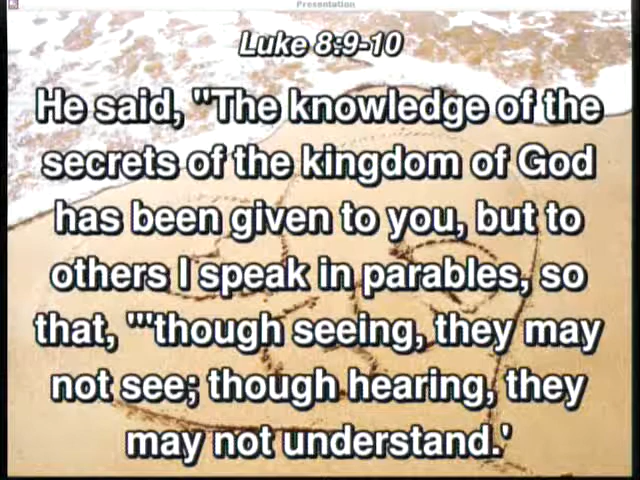 Presentation
Luke 8:9-10
He said, "The knowledge of the
secrets of the kingdom of God
has been given to you, but to
others I speak in parables, so
that, "'though seeing, they may
not see; though hearing, they
may not understand.'